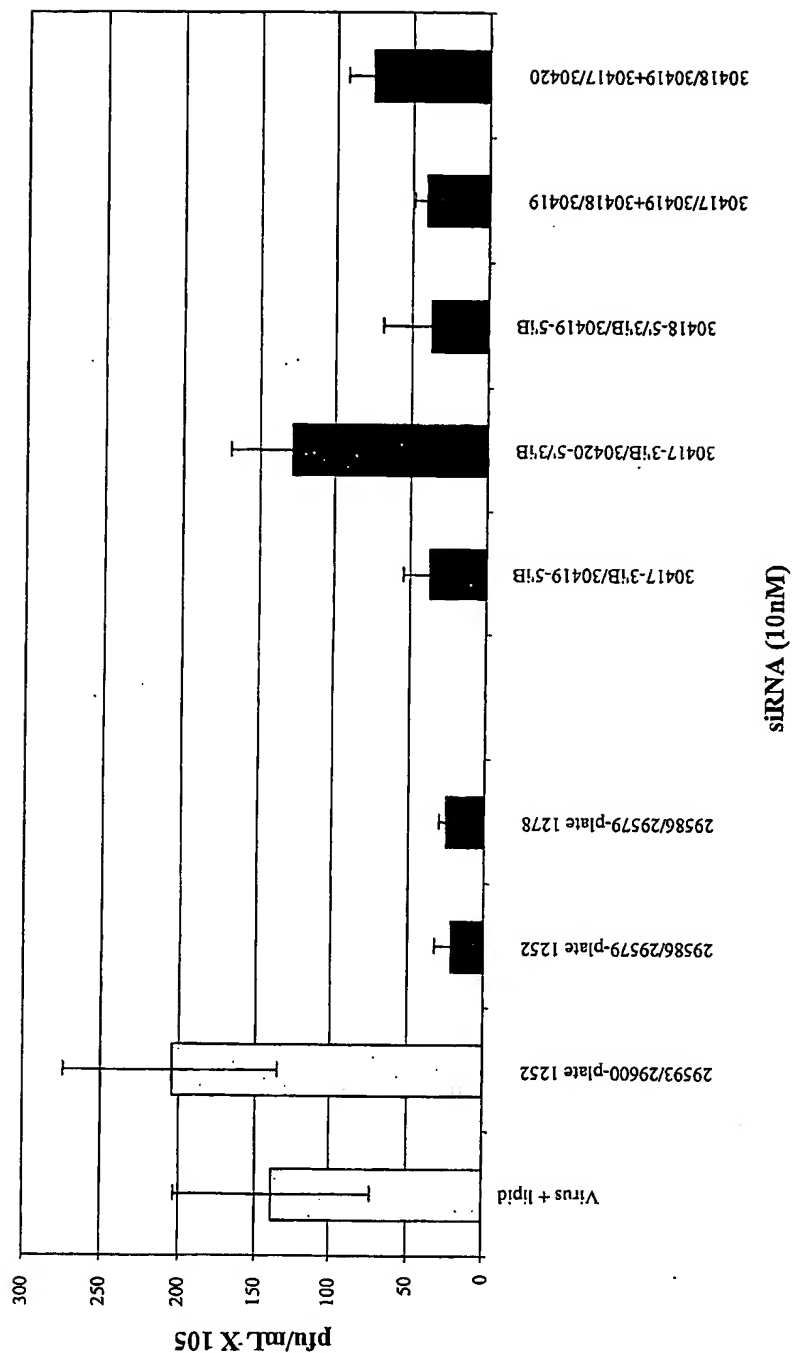 pfu/mL X 105
300
250
200
150
100
50
0
Virus + lipid
29593/29600-plate 1252
29586/29579-plate 1252
29586/29579-plate 1278
30417-3'iB/30419-5'iB
30417-3'iB/30420-5'/3'iB
30418-5'/3'iB/30419-5'iB
30417/30419+30418/30419
30418/30419+30417/30420
siRNA (10nM)